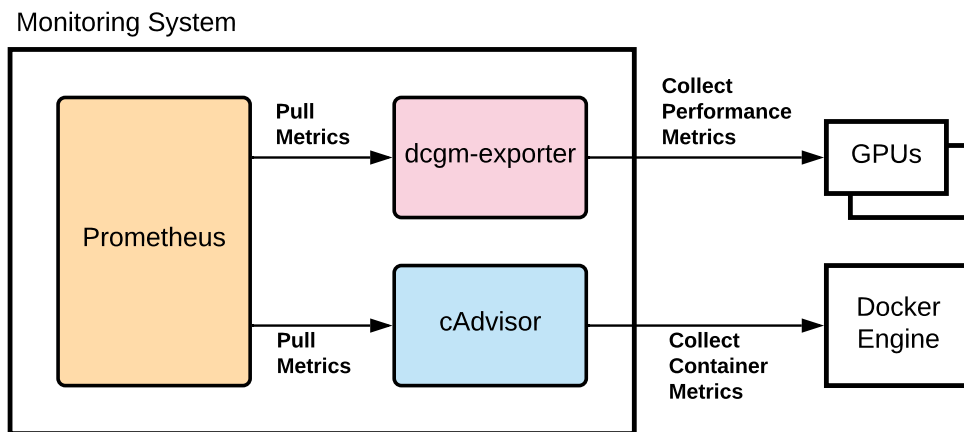 Monitoring System
Pull
Metrics
Collect
Performance
Metrics
dcgm-exporter
GPUs
Prometheus
cAdvisor
Docker
Engine
Pull
Metrics
Collect
Container
Metrics